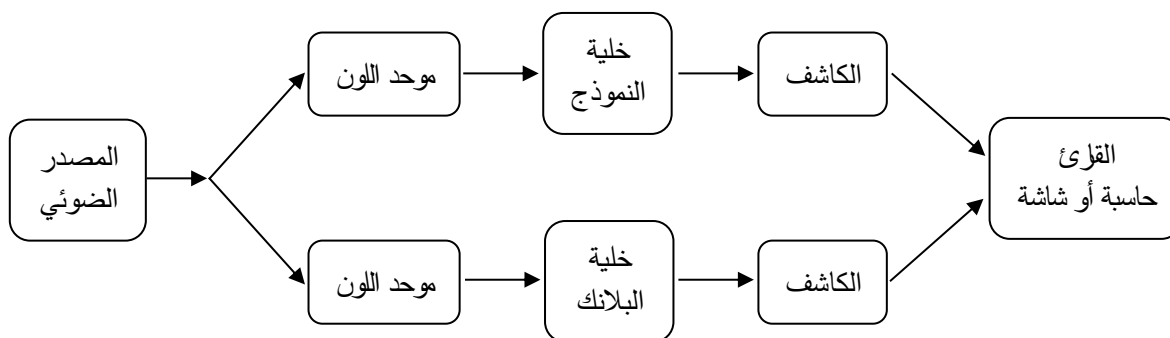 المصدر
الضوئي
موحد اللون
خلية
النموذج
الكاشف
موحد اللون
خلية
البلانك
الكاشف
القارئ
حاسبة أو شاشة